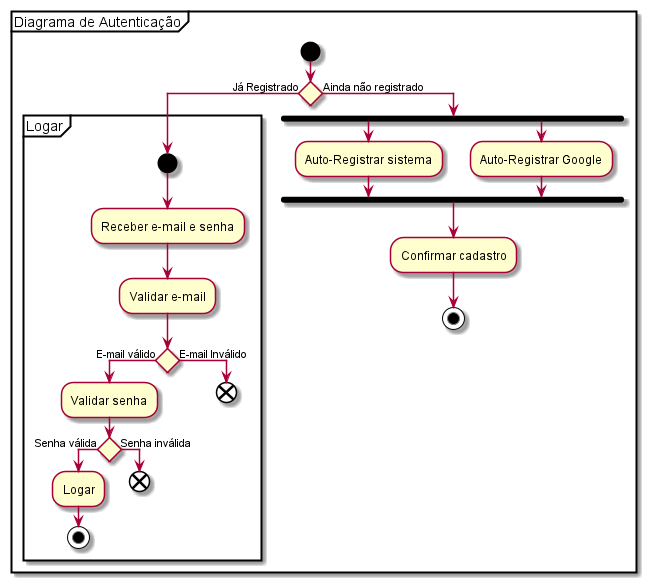 Diagrama de Autenticação
Já Registrado
Ainda não registrado
Logar
Auto-Registrar sistema
Auto-Registrar Google
Receber e-mail e senha
Confirmar cadastro
Validar e-mail
E-mail válido
E-mail Inválido
Validar senha
Senha válida
Senha inválida
Logar